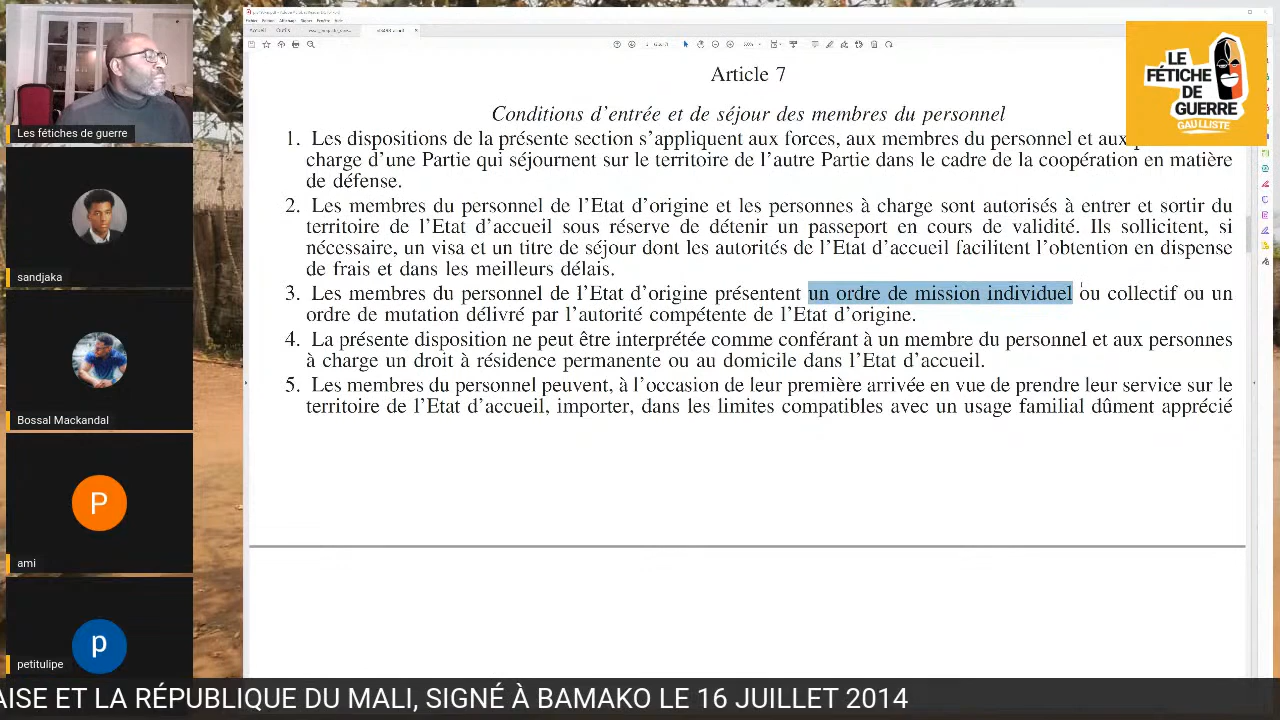 Les fétiches de guerre
sandjaka
Bossal Mackandal
P
ami
p
petitulipe
LE
FÉTICHE
DE
GUERRE
GAULLISTE
Article 7
Conditions d'entrée et de séjour des membres du personnel
1. Les dispositions de la présente section s'appliquent aux forces, aux membres du personnel et aux
charge d'une Partie qui séjournent sur le territoire de l'autre Partie dans le cadre de la coopération en matière
de défense.
2. Les membres du personnel de l'Etat d'origine et les personnes à charge sont autorisés à entrer et sortir du
territoire de l'Etat d'accueil sous réserve de détenir un passeport en cours de validité. Ils sollicitent, si
nécessaire, un visa et un titre de séjour dont les autorités de l'Etat d'accueil facilitent l'obtention en dispense
de frais et dans les meilleurs délais.
3. Les membres du personnel de l'Etat d'origine présentent un ordre de mission individuel ou collectif ou un
ordre de mutation délivré par l'autorité compétente de l'Etat d'origine.
4. La présente disposition ne peut être interprétée comme conférant à un membre du personnel et aux personnes
à charge un droit à résidence permanente ou au domicile dans l'Etat d'accueil.
5. Les membres du personnel peuvent, à l'occasion de leur première arrivée en vue de prendre leur service sur le
territoire de l'Etat d'accueil, importer, dans les limites compatibles avec un usage familial dûment apprécié
AISE ET LA RÉPUBLIQUE DU MALI, SIGNÉ À BAMAKO LE 16 JUILLET 2014